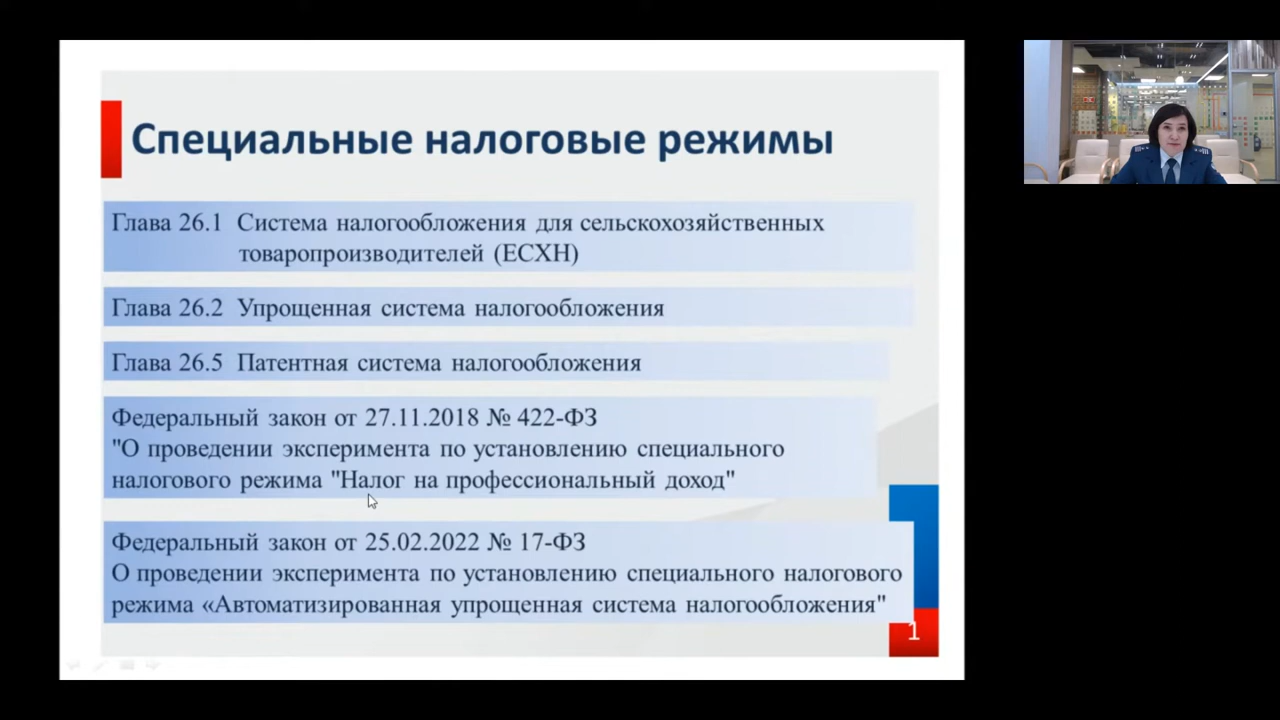 Специальные налоговые режимы
Глава 26.1 Система налогообложения для сельскохозяйственных
товаропроизводителей (ЕСХН)
Глава 26.2 Упрощенная система налогообложения
Глава 26.5 Патентная система налогообложения
Федеральный закон от 27.11.2018 № 422-ФЗ
"О проведении эксперимента по установлению специального
налогового режима "Налог на профессиональный доход"
Федеральный закон от 25.02.2022 № 17-ФЗ
О проведении эксперимента по установлению специального налогового
режима «Автоматизированная упрощенная система налогообложения"
1